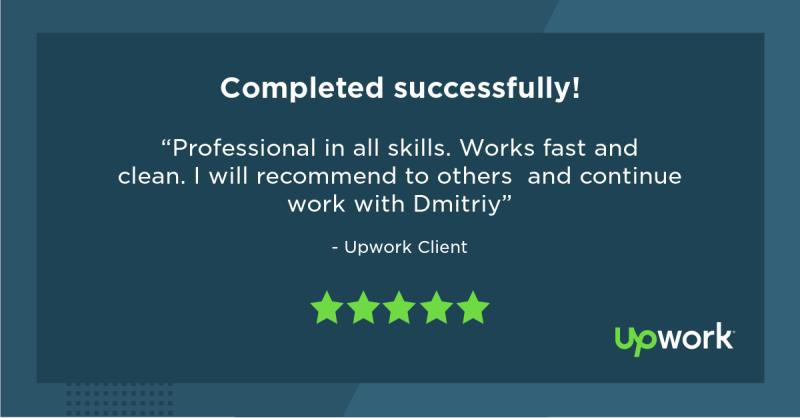 Completed successfully!
“Professional in all skills. Works fast and
clean. I will recommend to others  and continue
work with Dmitriy”
- Upwork Client
upwork